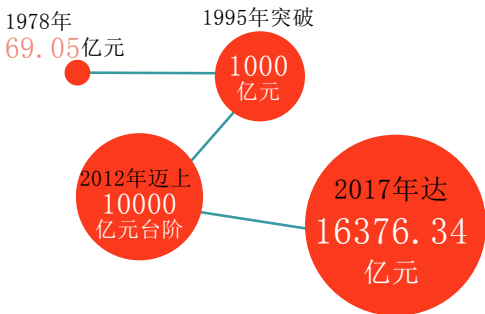 1978年
69.05亿元
1995年突破
1000
亿元
2012年迈上
10000
亿元台阶
2017年达
16376.34
亿元